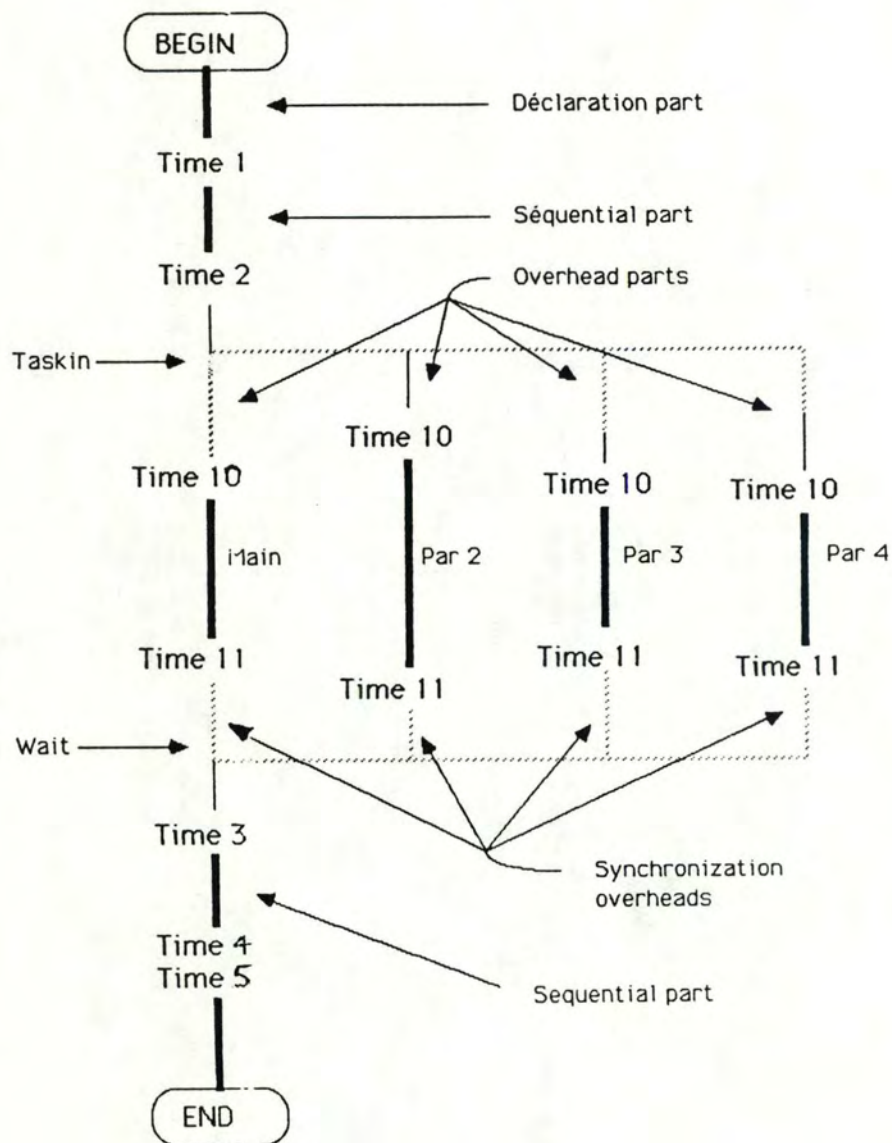 BEGIN
Déclaration part
Time 1
Séquential part
Time 2
Overhead parts
Taskin
Time 10
Time 10
Time 10
Time 10
Main
Par 2
Par 3
Par 4
Time 11
Time 11
Time 11
Time 11
Wait
Time 3
Synchronization
overheads
Time 4
Time 5
Sequential part
END